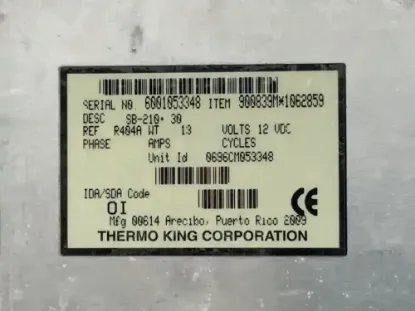 SERIAL NO. 6001053348 ITEM 900839M*1062859
DESC SB-210+ 30
REF R404A WT 13 VOLTS 12 VDC
PHASE AMPS CYCLES
Unit Id 0696CM053348
IDA/SDA Code
OI
CE
Mfg 00614 Arecibo, Puerto Rico 2009
THERMO KING CORPORATION